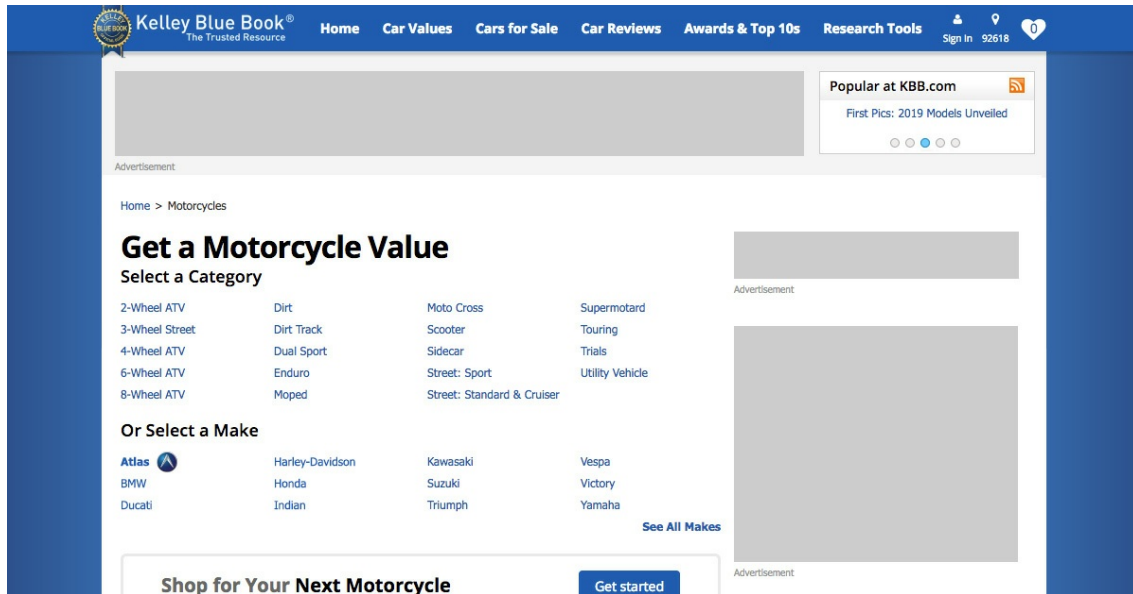 Kelley Blue Book®
The Trusted Resource
KELLEY
BLUE BOOK
Home Car Values Cars for Sale Car Reviews Awards & Top 10s Research Tools Sign In 92618 0
Popular at KBB.com
First Pics: 2019 Models Unveiled
Advertisement
Home > Motorcycles
Get a Motorcycle Value
Select a Category
Advertisement
2-Wheel ATV Dirt Moto Cross Supermotard
3-Wheel Street Dirt Track Scooter Touring
4-Wheel ATV Dual Sport Sidecar Trials
6-Wheel ATV Enduro Street: Sport Utility Vehicle
8-Wheel ATV Moped Street: Standard & Cruiser
Or Select a Make
Atlas Harley-Davidson Kawasaki Vespa
BMW Honda Suzuki Victory
Ducati Indian Triumph Yamaha
See All Makes
Shop for Your Next Motorcycle Get started
Advertisement